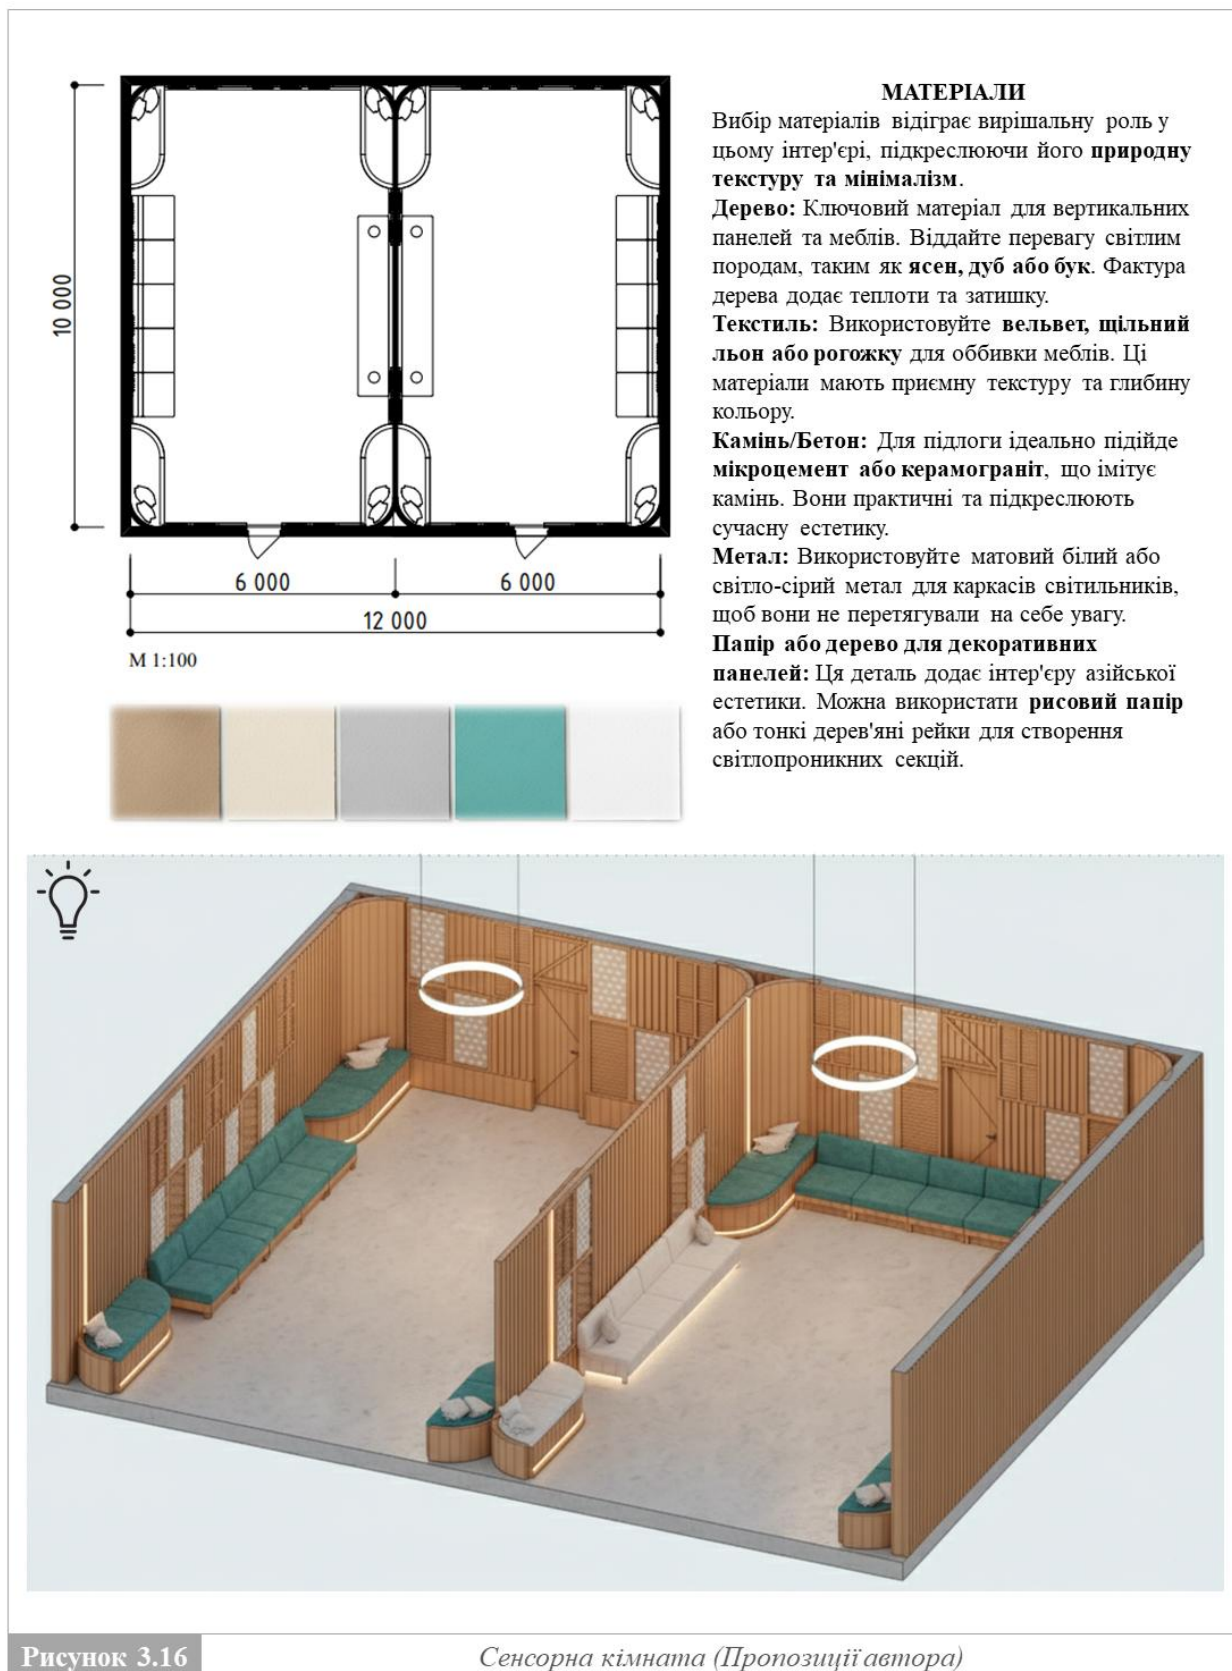 10 000
6 000
6 000
12 000
М 1:100
МАТЕРІАЛИ
Вибір матеріалів відіграє вирішальну роль у
цьому інтер'єрі, підкреслюючи його природну
текстуру та мінімалізм.
Дерево: Ключовий матеріал для вертикальних
панелей та меблів. Віддайте перевагу світлим
породам, таким як ясен, дуб або бук. Фактура
дерева додає теплоти та затишку.
Текстиль: Використовуйте вельвет, щільний
льон або рогожку для оббивки меблів. Ці
матеріали мають приємну текстуру та глибину
кольору.
Камінь/Бетон: Для підлоги ідеально підійде
мікроцемент або керамограніт, що імітує
камінь. Вони практичні та підкреслюють
сучасну естетику.
Метал: Використовуйте матовий білий або
світло-сірий метал для каркасів світильників,
щоб вони не перетягували на себе увагу.
Папір або дерево для декоративних
панелей: Ця деталь додає інтер'єру азійської
естетики. Можна використати рисовий папір
або тонкі дерев'яні рейки для створення
світлопроникних секцій.
Рисунок 3.16
Сенсорна кімната (Пропозиції автора)